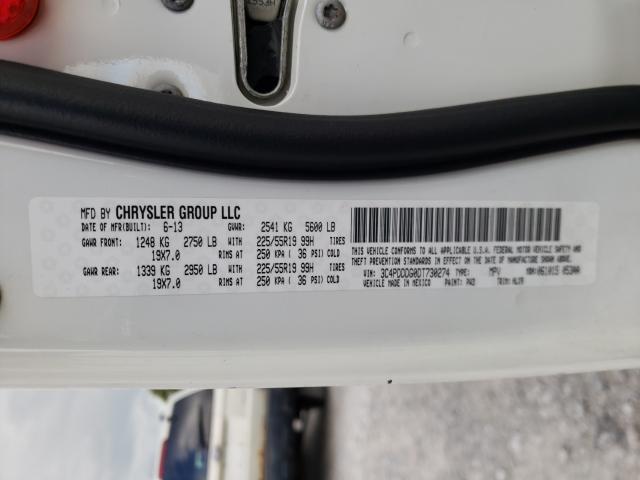 MFD BY CHRYSLER GROUP LLC
DATE OF MFR(BUILT): 6-13 GVWR: 2541 KG 5600 LB
GAWR FRONT: 1248 KG 2750 LB WITH 225/55R19 99H TIRES
19X7.0 RIMS AT 250 KPA ( 36 PSI) COLD
GAWR REAR: 1339 KG 2950 LB WITH 225/55R19 99H TIRES
19X7.0 RIMS AT 250 KPA ( 36 PSI) COLD
THIS VEHICLE CONFORMS TO ALL APPLICABLE U.S.A. FEDERAL MOTOR VEHICLE SAFETY AND
THEFT PREVENTION STANDARDS IN EFFECT ON THE DATE OF MANUFACTURE SHOWN ABOVE.
VIN: 3C4PDDDG0DT730274 TYPE: MPV MDH:061015 053AA
VEHICLE MADE IN MEXICO PAINT: PW3 TRIM: